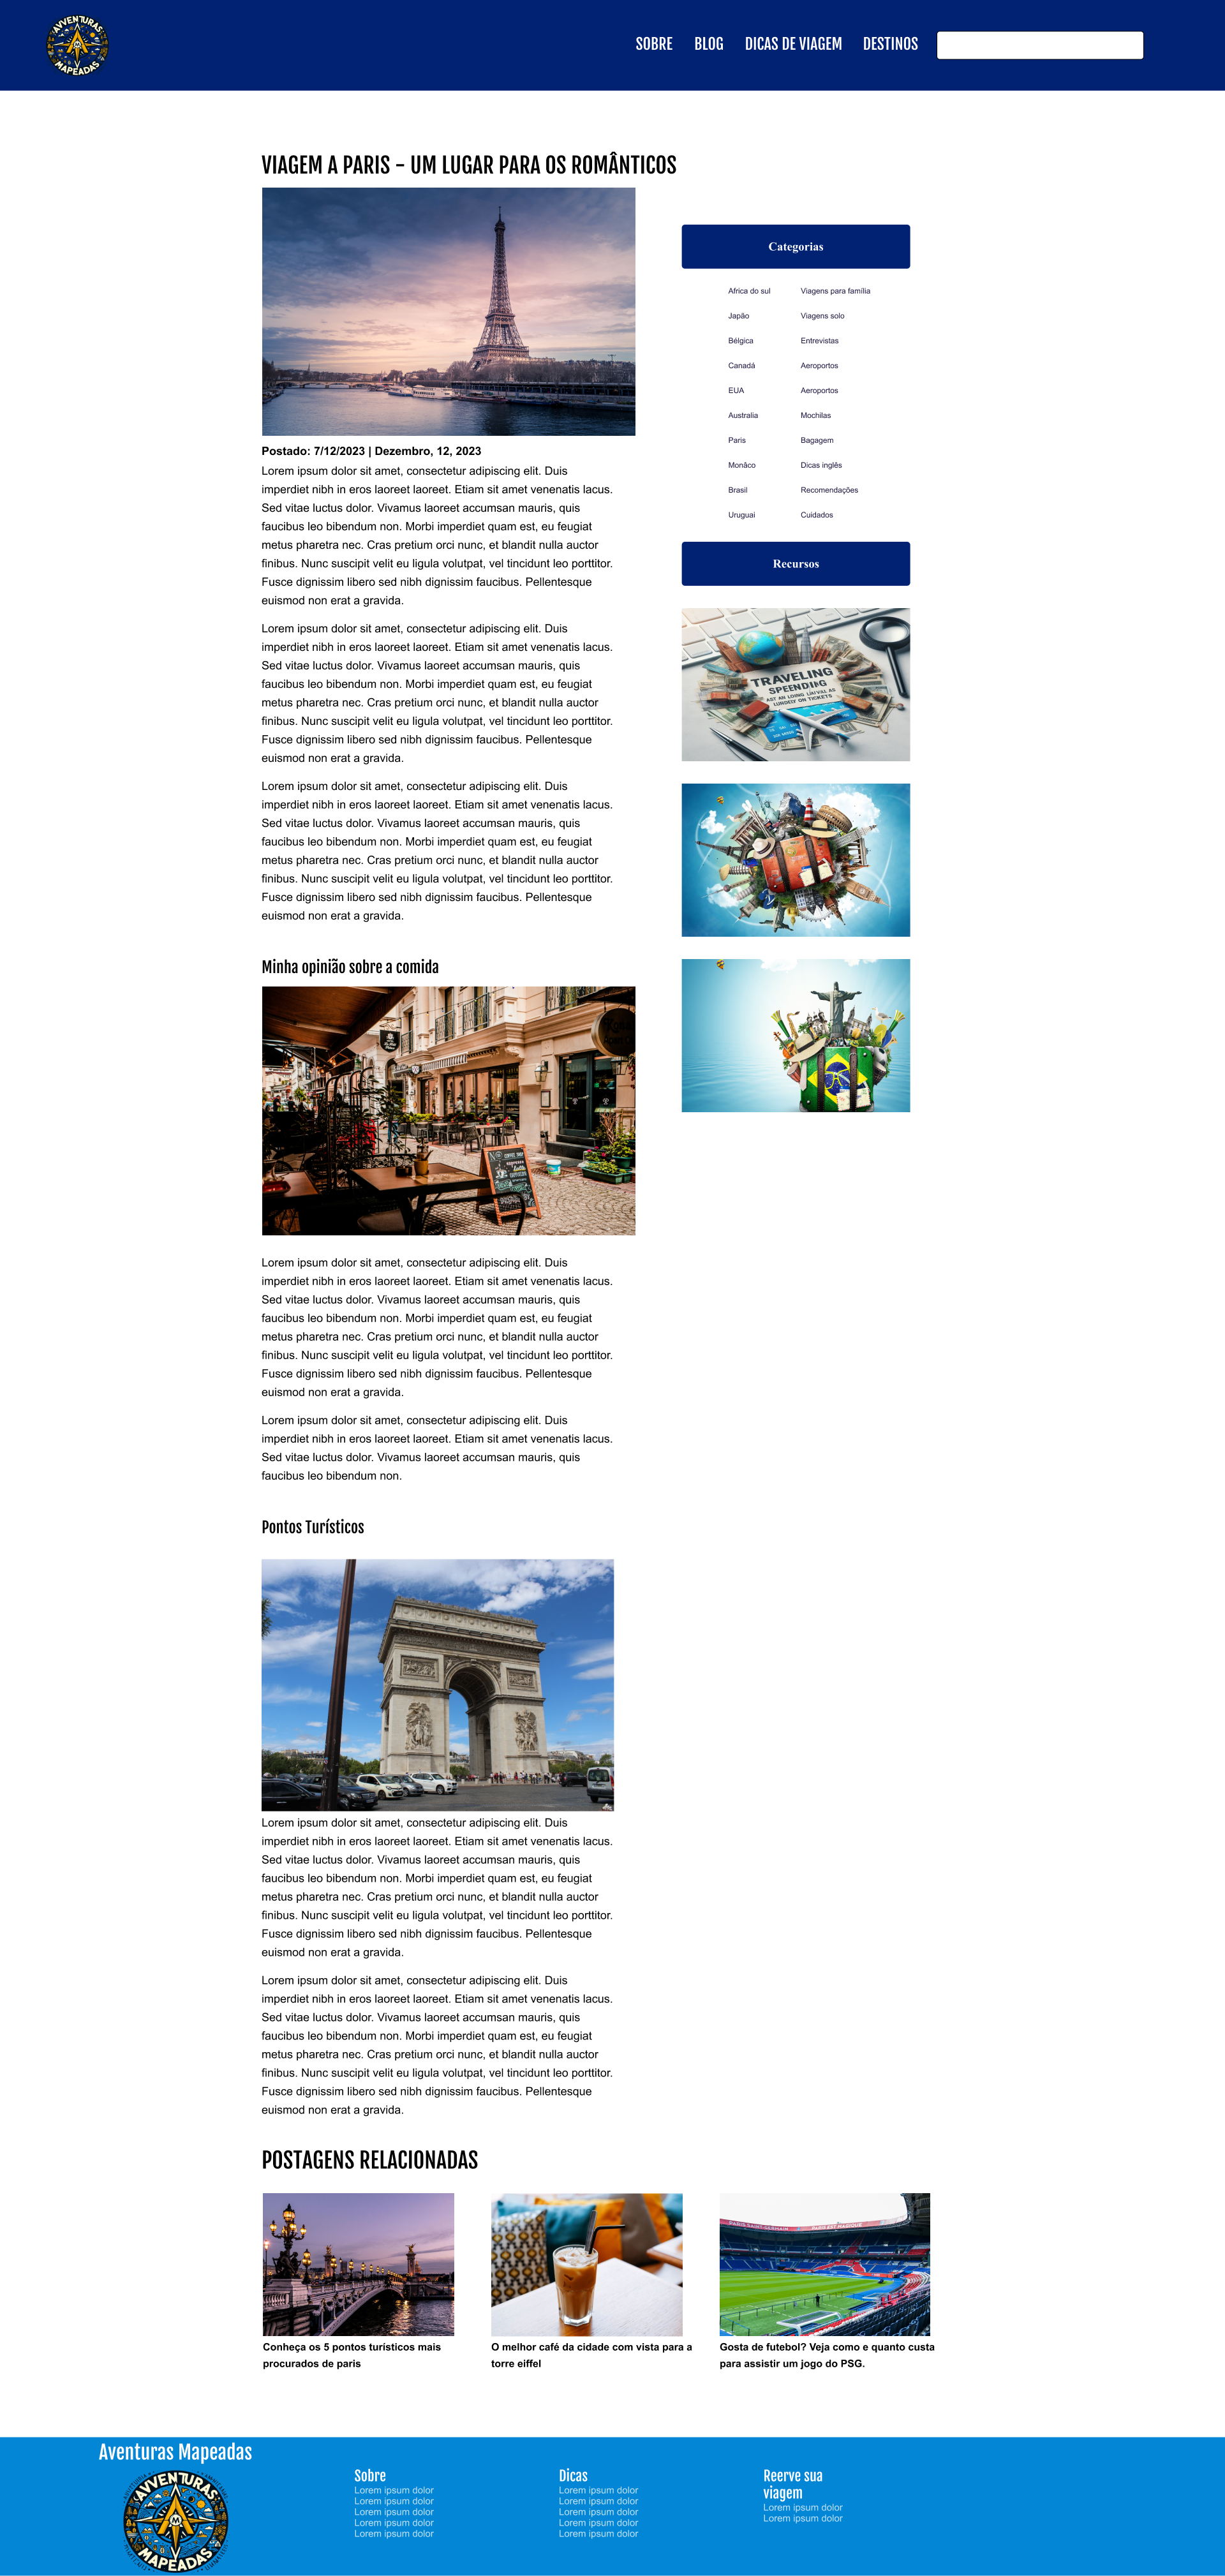 AVVENTURAS
M
MAPEADAS
SOBRE BLOG DICAS DE VIAGEM DESTINOS
VIAGEM A PARIS - UM LUGAR PARA OS ROMÂNTICOS
Postado: 7/12/2023 | Dezembro, 12, 2023
Lorem ipsum dolor sit amet, consectetur adipiscing elit. Duis
imperdiet nibh in eros laoreet laoreet. Etiam sit amet venenatis lacus.
Sed vitae luctus dolor. Vivamus laoreet accumsan mauris, quis
faucibus leo bibendum non. Morbi imperdiet quam est, eu feugiat
metus pharetra nec. Cras pretium orci nunc, et blandit nulla auctor
finibus. Nunc suscipit velit eu ligula volutpat, vel tincidunt leo porttitor.
Fusce dignissim libero sed nibh dignissim faucibus. Pellentesque
euismod non erat a gravida.
Lorem ipsum dolor sit amet, consectetur adipiscing elit. Duis
imperdiet nibh in eros laoreet laoreet. Etiam sit amet venenatis lacus.
Sed vitae luctus dolor. Vivamus laoreet accumsan mauris, quis
faucibus leo bibendum non. Morbi imperdiet quam est, eu feugiat
metus pharetra nec. Cras pretium orci nunc, et blandit nulla auctor
finibus. Nunc suscipit velit eu ligula volutpat, vel tincidunt leo porttitor.
Fusce dignissim libero sed nibh dignissim faucibus. Pellentesque
euismod non erat a gravida.
Lorem ipsum dolor sit amet, consectetur adipiscing elit. Duis
imperdiet nibh in eros laoreet laoreet. Etiam sit amet venenatis lacus.
Sed vitae luctus dolor. Vivamus laoreet accumsan mauris, quis
faucibus leo bibendum non. Morbi imperdiet quam est, eu feugiat
metus pharetra nec. Cras pretium orci nunc, et blandit nulla auctor
finibus. Nunc suscipit velit eu ligula volutpat, vel tincidunt leo porttitor.
Fusce dignissim libero sed nibh dignissim faucibus. Pellentesque
euismod non erat a gravida.
Minha opinião sobre a comida
Lorem ipsum dolor sit amet, consectetur adipiscing elit. Duis
imperdiet nibh in eros laoreet laoreet. Etiam sit amet venenatis lacus.
Sed vitae luctus dolor. Vivamus laoreet accumsan mauris, quis
faucibus leo bibendum non. Morbi imperdiet quam est, eu feugiat
metus pharetra nec. Cras pretium orci nunc, et blandit nulla auctor
finibus. Nunc suscipit velit eu ligula volutpat, vel tincidunt leo porttitor.
Fusce dignissim libero sed nibh dignissim faucibus. Pellentesque
euismod non erat a gravida.
Lorem ipsum dolor sit amet, consectetur adipiscing elit. Duis
imperdiet nibh in eros laoreet laoreet. Etiam sit amet venenatis lacus.
Sed vitae luctus dolor. Vivamus laoreet accumsan mauris, quis
faucibus leo bibendum non.
Pontos Turísticos
Lorem ipsum dolor sit amet, consectetur adipiscing elit. Duis
imperdiet nibh in eros laoreet laoreet. Etiam sit amet venenatis lacus.
Sed vitae luctus dolor. Vivamus laoreet accumsan mauris, quis
faucibus leo bibendum non. Morbi imperdiet quam est, eu feugiat
metus pharetra nec. Cras pretium orci nunc, et blandit nulla auctor
finibus. Nunc suscipit velit eu ligula volutpat, vel tincidunt leo porttitor.
Fusce dignissim libero sed nibh dignissim faucibus. Pellentesque
euismod non erat a gravida.
Lorem ipsum dolor sit amet, consectetur adipiscing elit. Duis
imperdiet nibh in eros laoreet laoreet. Etiam sit amet venenatis lacus.
Sed vitae luctus dolor. Vivamus laoreet accumsan mauris, quis
faucibus leo bibendum non. Morbi imperdiet quam est, eu feugiat
metus pharetra nec. Cras pretium orci nunc, et blandit nulla auctor
finibus. Nunc suscipit velit eu ligula volutpat, vel tincidunt leo porttitor.
Fusce dignissim libero sed nibh dignissim faucibus. Pellentesque
euismod non erat a gravida.
Categorias
Africa do sul Viagens para família
Japão Viagens solo
Bélgica Entrevistas
Canadá Aeroportos
EUA Aeroportos
Australia Mochilas
Paris Bagagem
Monâco Dicas inglês
Brasil Recomendações
Uruguai Cuidados
Recursos
TRAVELING
SPENDING
POSTAGENS RELACIONADAS
PARIS SAINT-GERMAIN
Conheça os 5 pontos turísticos mais
procurados de paris
O melhor café da cidade com vista para a
torre eiffel
Gosta de futebol? Veja como e quanto custa
para assistir um jogo do PSG.
Aventuras Mapeadas
AVVENTURAS
M
MAPEADAS
Sobre
Lorem ipsum dolor
Lorem ipsum dolor
Lorem ipsum dolor
Lorem ipsum dolor
Lorem ipsum dolor
Dicas
Lorem ipsum dolor
Lorem ipsum dolor
Lorem ipsum dolor
Lorem ipsum dolor
Lorem ipsum dolor
Reerve sua
viagem
Lorem ipsum dolor
Lorem ipsum dolor